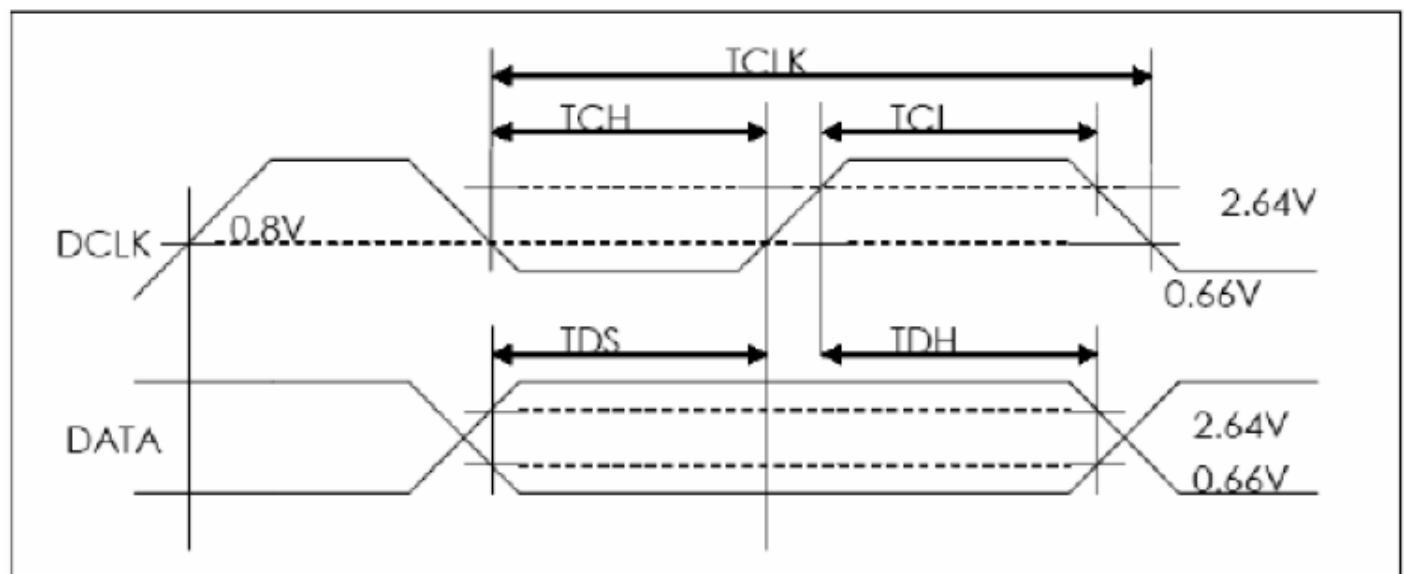 TCLK
TCH TCL
2.64V
DCLK 0.8V
0.66V
TDS TDH
DATA 2.64V
0.66V